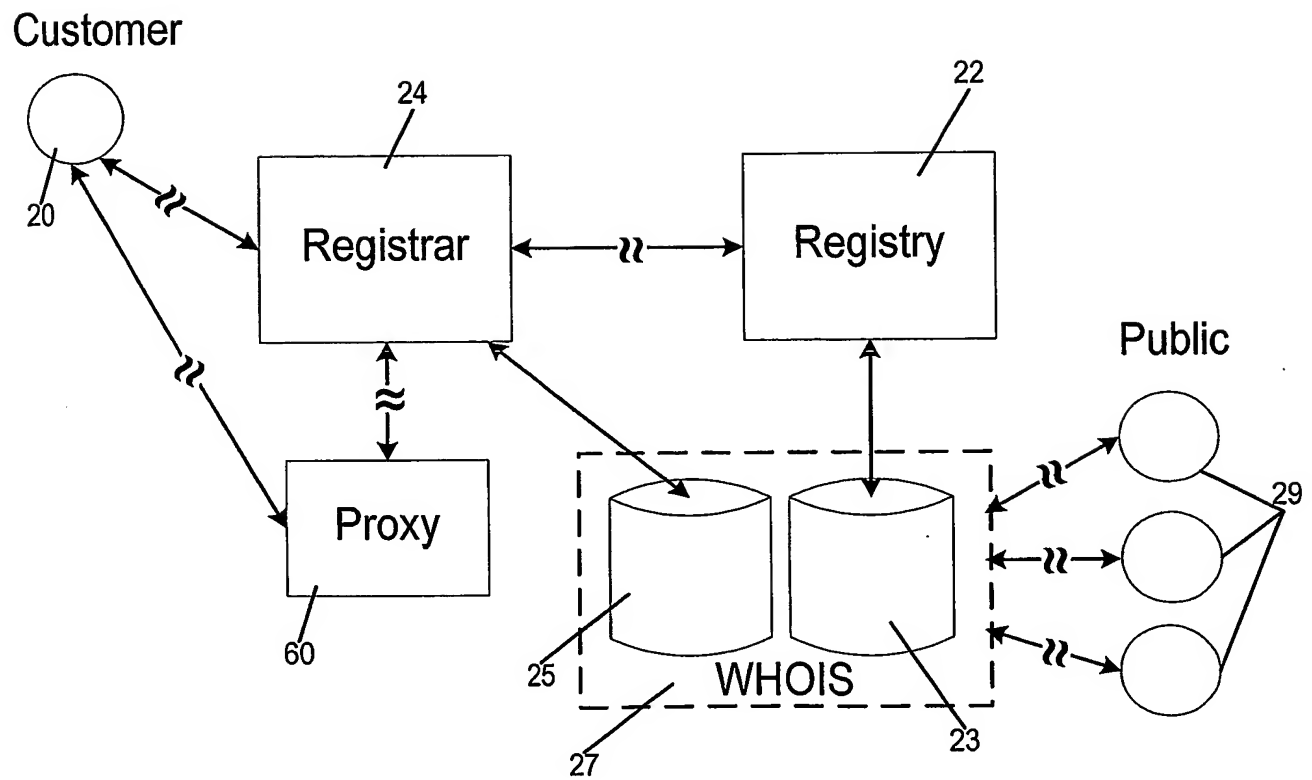 Customer
24
22
20
Registrar
Registry
Public
Proxy
29
60
25
WHOIS
27
23